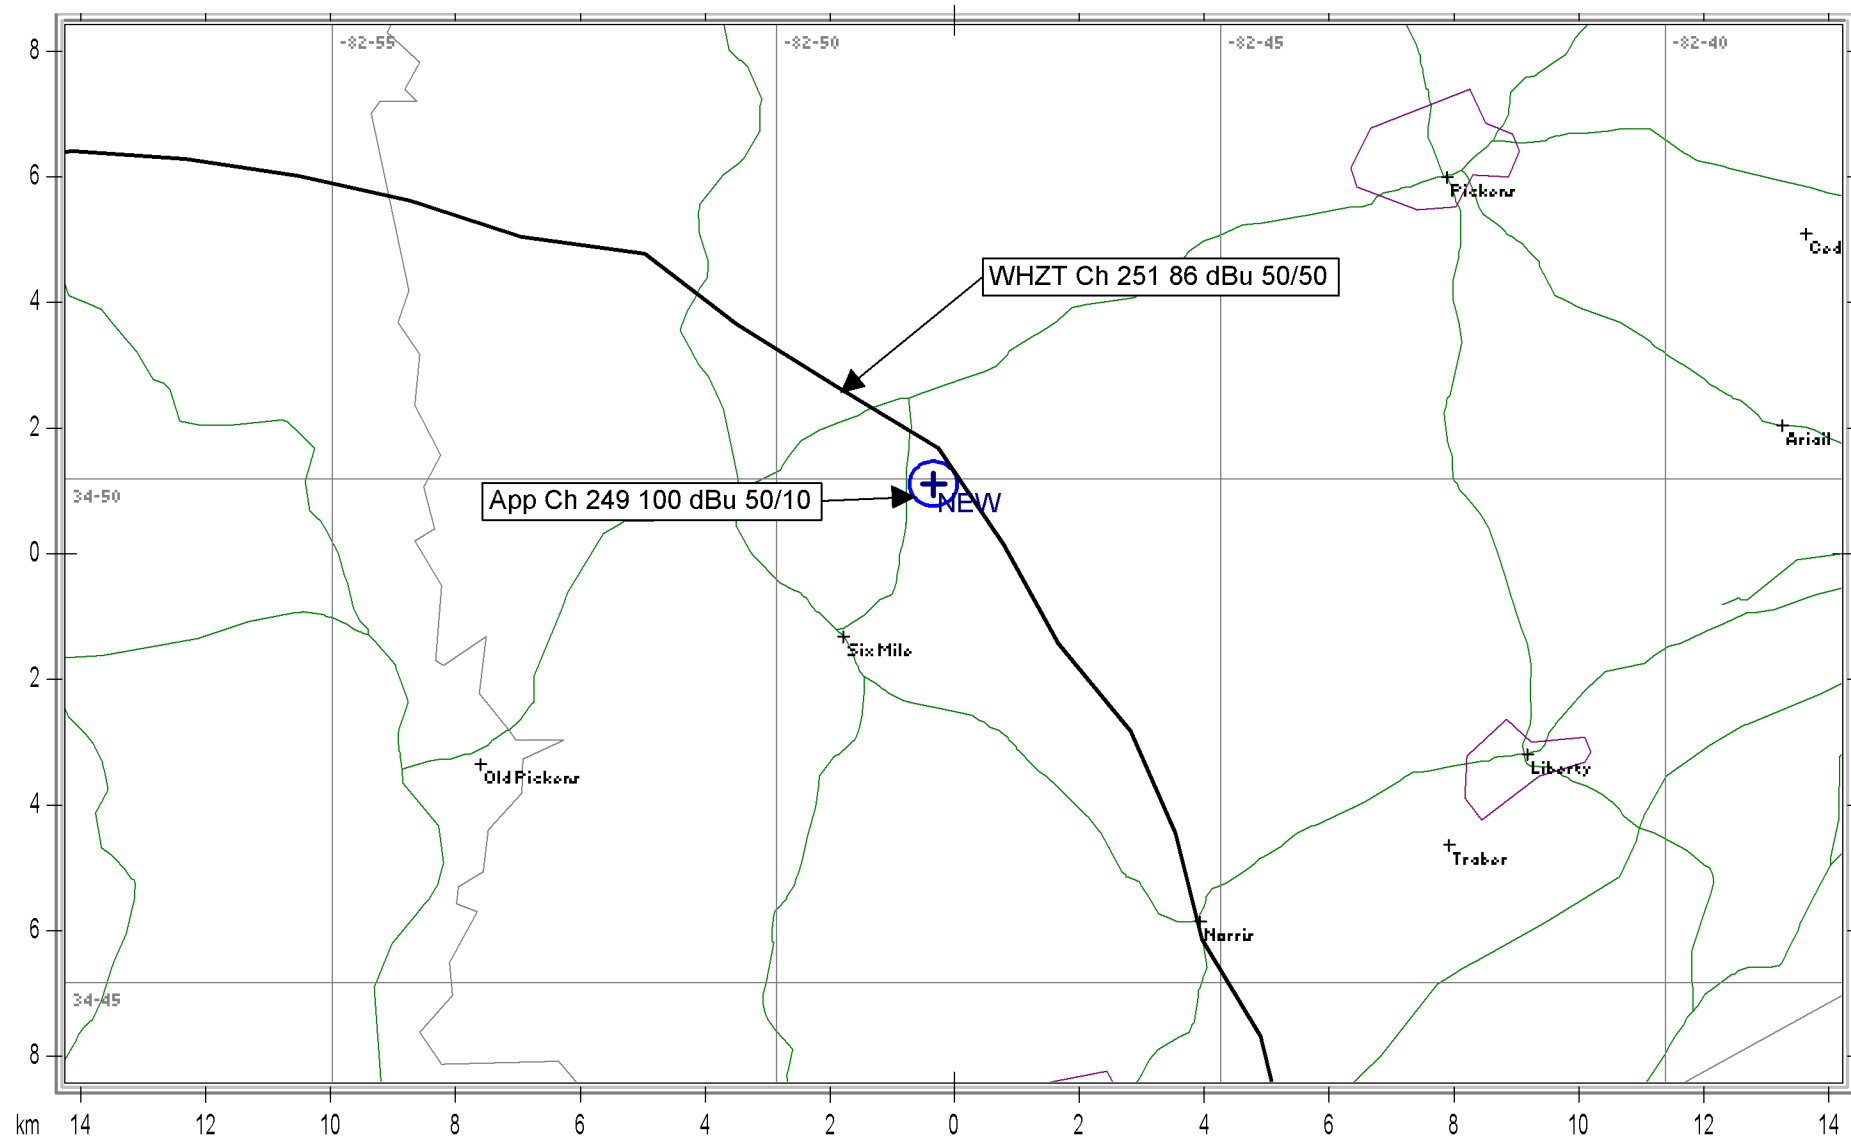 -82-55
-82-50
-82-45
-82-40
8
6
4
2
0
2
4
6
8
Pickens
WHZT Ch 251 86 dBu 50/50
Ariail
34-50
App Ch 249 100 dBu 50/10
NEW
Six Mile
Old Pickens
Liberty
Norris
34-45
km 14 12 10 8 6 4 2 0 2 4 6 8 10 12 14